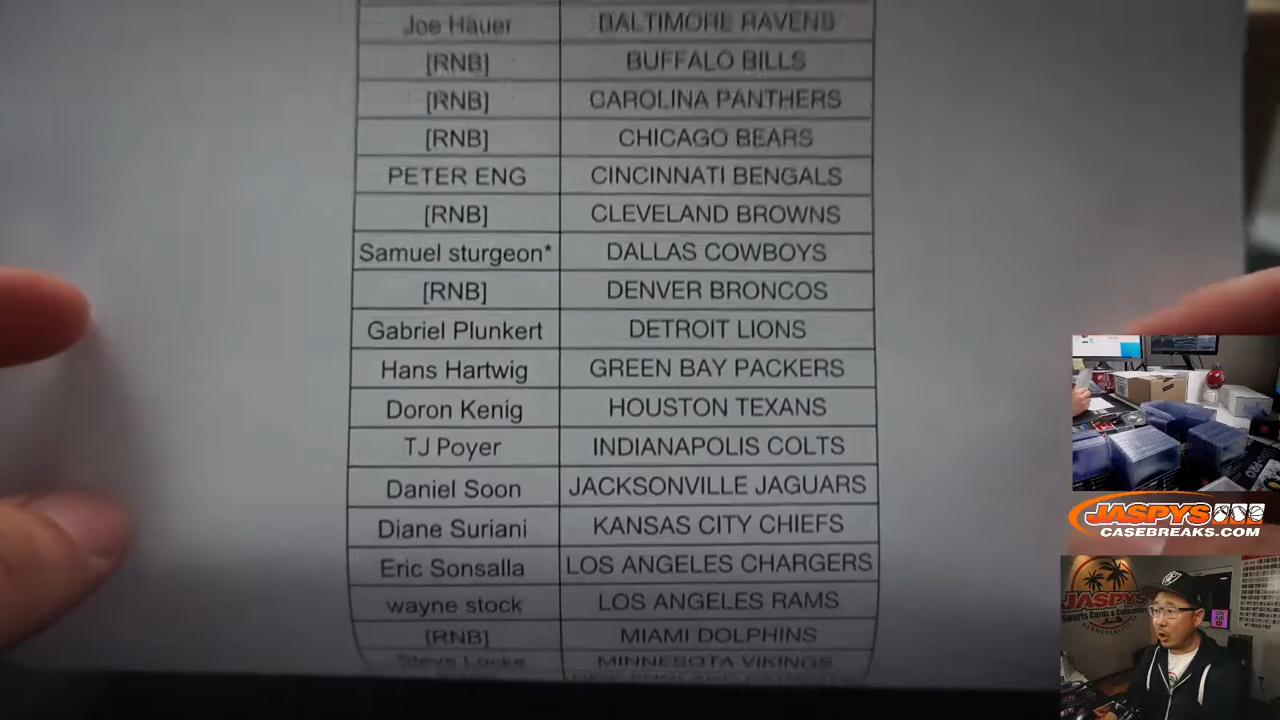 Joe Hauer BALTIMORE RAVENS
[RNB] BUFFALO BILLS
[RNB] CAROLINA PANTHERS
[RNB] CHICAGO BEARS
PETER ENG CINCINNATI BENGALS
[RNB] CLEVELAND BROWNS
Samuel sturgeon* DALLAS COWBOYS
[RNB] DENVER BRONCOS
Gabriel Plunkert DETROIT LIONS
Hans Hartwig GREEN BAY PACKERS
Doron Kenig HOUSTON TEXANS
TJ Poyer INDIANAPOLIS COLTS
Daniel Soon JACKSONVILLE JAGUARS
Diane Suriani KANSAS CITY CHIEFS
Eric Sonsalla LOS ANGELES CHARGERS
wayne stock LOS ANGELES RAMS
[RNB] MIAMI DOLPHINS
Steve Locke MINNESOTA VIKINGS
JASPYS
CASEBREAKS.COM
JASPYS